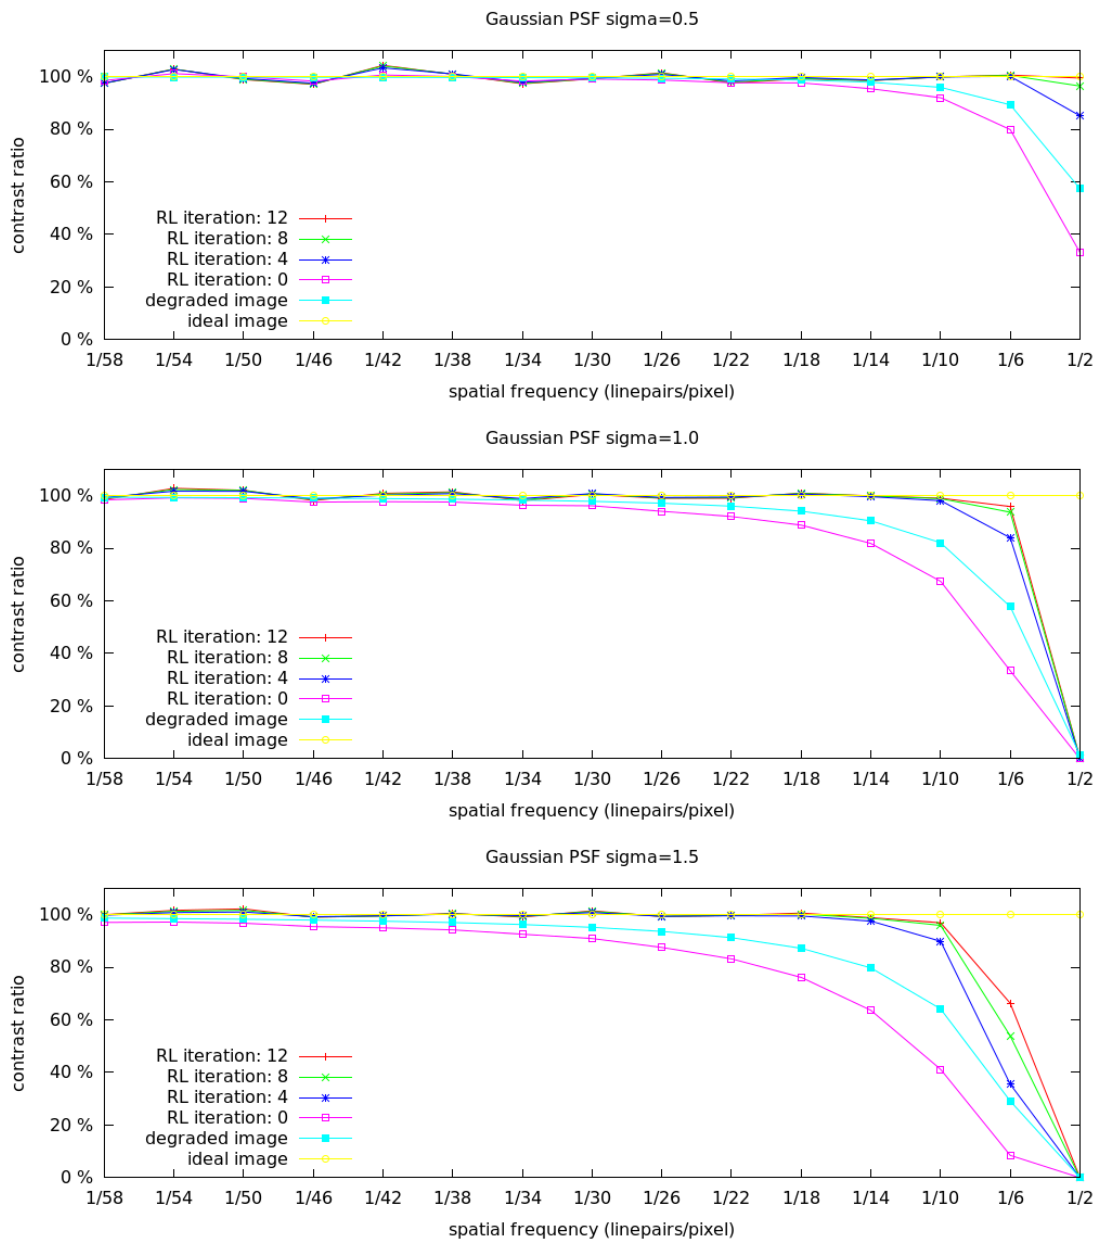 Gaussian PSF sigma=0.5
100 %
80 %
60 %
40 %
20 %
0 %
contrast ratio
RL iteration: 12
RL iteration: 8
RL iteration: 4
RL iteration: 0
degraded image
ideal image
1/58 1/54 1/50 1/46 1/42 1/38 1/34 1/30 1/26 1/22 1/18 1/14 1/10 1/6 1/2
spatial frequency (linepairs/pixel)
Gaussian PSF sigma=1.0
100 %
80 %
60 %
40 %
20 %
0 %
contrast ratio
RL iteration: 12
RL iteration: 8
RL iteration: 4
RL iteration: 0
degraded image
ideal image
1/58 1/54 1/50 1/46 1/42 1/38 1/34 1/30 1/26 1/22 1/18 1/14 1/10 1/6 1/2
spatial frequency (linepairs/pixel)
Gaussian PSF sigma=1.5
100 %
80 %
60 %
40 %
20 %
0 %
contrast ratio
RL iteration: 12
RL iteration: 8
RL iteration: 4
RL iteration: 0
degraded image
ideal image
1/58 1/54 1/50 1/46 1/42 1/38 1/34 1/30 1/26 1/22 1/18 1/14 1/10 1/6 1/2
spatial frequency (linepairs/pixel)